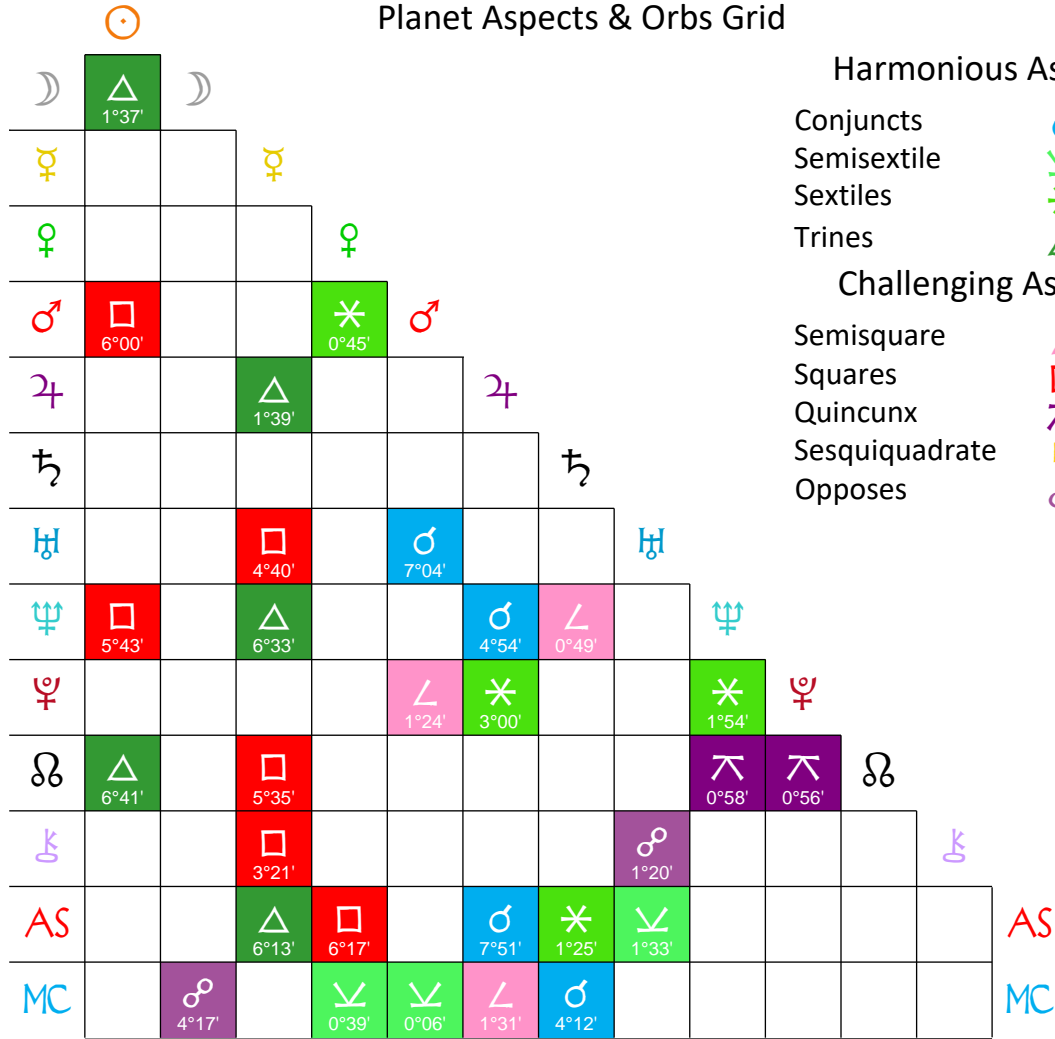 Planet Aspects & Orbs Grid
Harmonious As
Conjuncts
Semisextile
Sextiles
Trines
Challenging As
Semisquare
Squares
Quincunx
Sesquiquadrate
Opposes
☉
☽ △ 1°37' ☽
☿ ☿
♀ ♀
♂ □ 6°00' ⚹ 0°45' ♂
♃ △ 1°39' ♃
♄ ♄
♅ □ 4°40' ☌ 7°04' ♅
♆ □ 5°43' △ 6°33' ☌ 4°54' ∠ 0°49' ♆
♇ ∠ 1°24' ⚹ 3°00' ⚹ 1°54' ♇
☊ △ 6°41' □ 5°35' ⚻ 0°58' ⚻ 0°56' ☊
⚷ □ 3°21' ☍ 1°20' ⚷
AS △ 6°13' □ 6°17' ☌ 7°51' ⚹ 1°25' ⚺ 1°33' AS
MC ☍ 4°17' ⚺ 0°39' ⚺ 0°06' ∠ 1°31' ☌ 4°12' MC